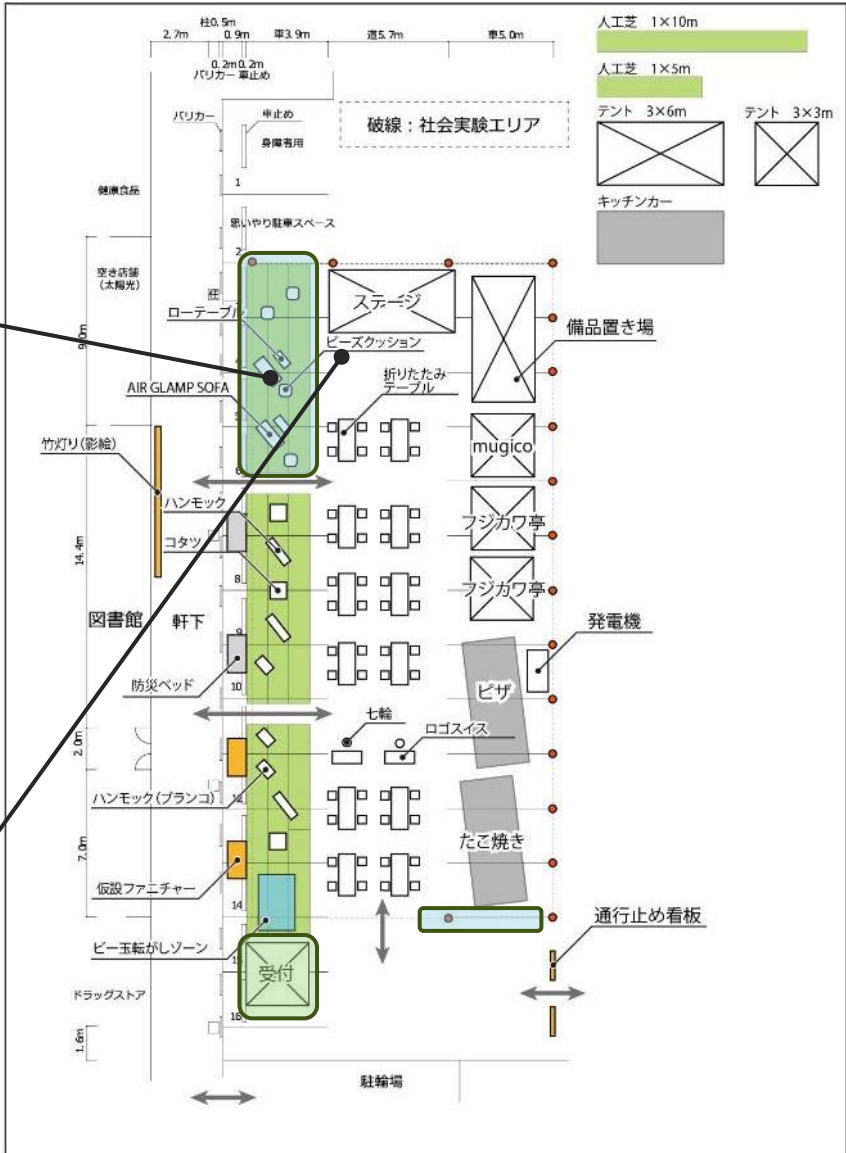 柱0.5m
2.7m
0.9m
車3.9m
道5.7m
車5.0m
0.2m
0.2m
バリカー 車止め
人工芝 1×10m
人工芝 1×5m
テント 3×6m
テント 3×3m
キッチンカー
破線：社会実験エリア
バリカー
車止め
身障者用
1
健康食品
思いやり駐車スペース
2
空き店舗
(太陽光)
ステージ
ローテーブル
ビーズクッション
備品置き場
9.0m
AIR GLAMP SOFA
折りたたみ
テーブル
5
mugico
竹灯り(影絵)
6
ハンモック
フジカワ亭
コタツ
14.4m
8
フジカワ亭
図書館
軒下
9
発電機
防災ベッド
10
ピザ
七輪
ロゴスイス
2.0m
ハンモック(ブランコ)
12
たこ焼き
7.0m
仮設ファニチャー
14
通行止め看板
ビー玉転がしゾーン
15
受付
ドラッグストア
16
1.6m
駐輪場